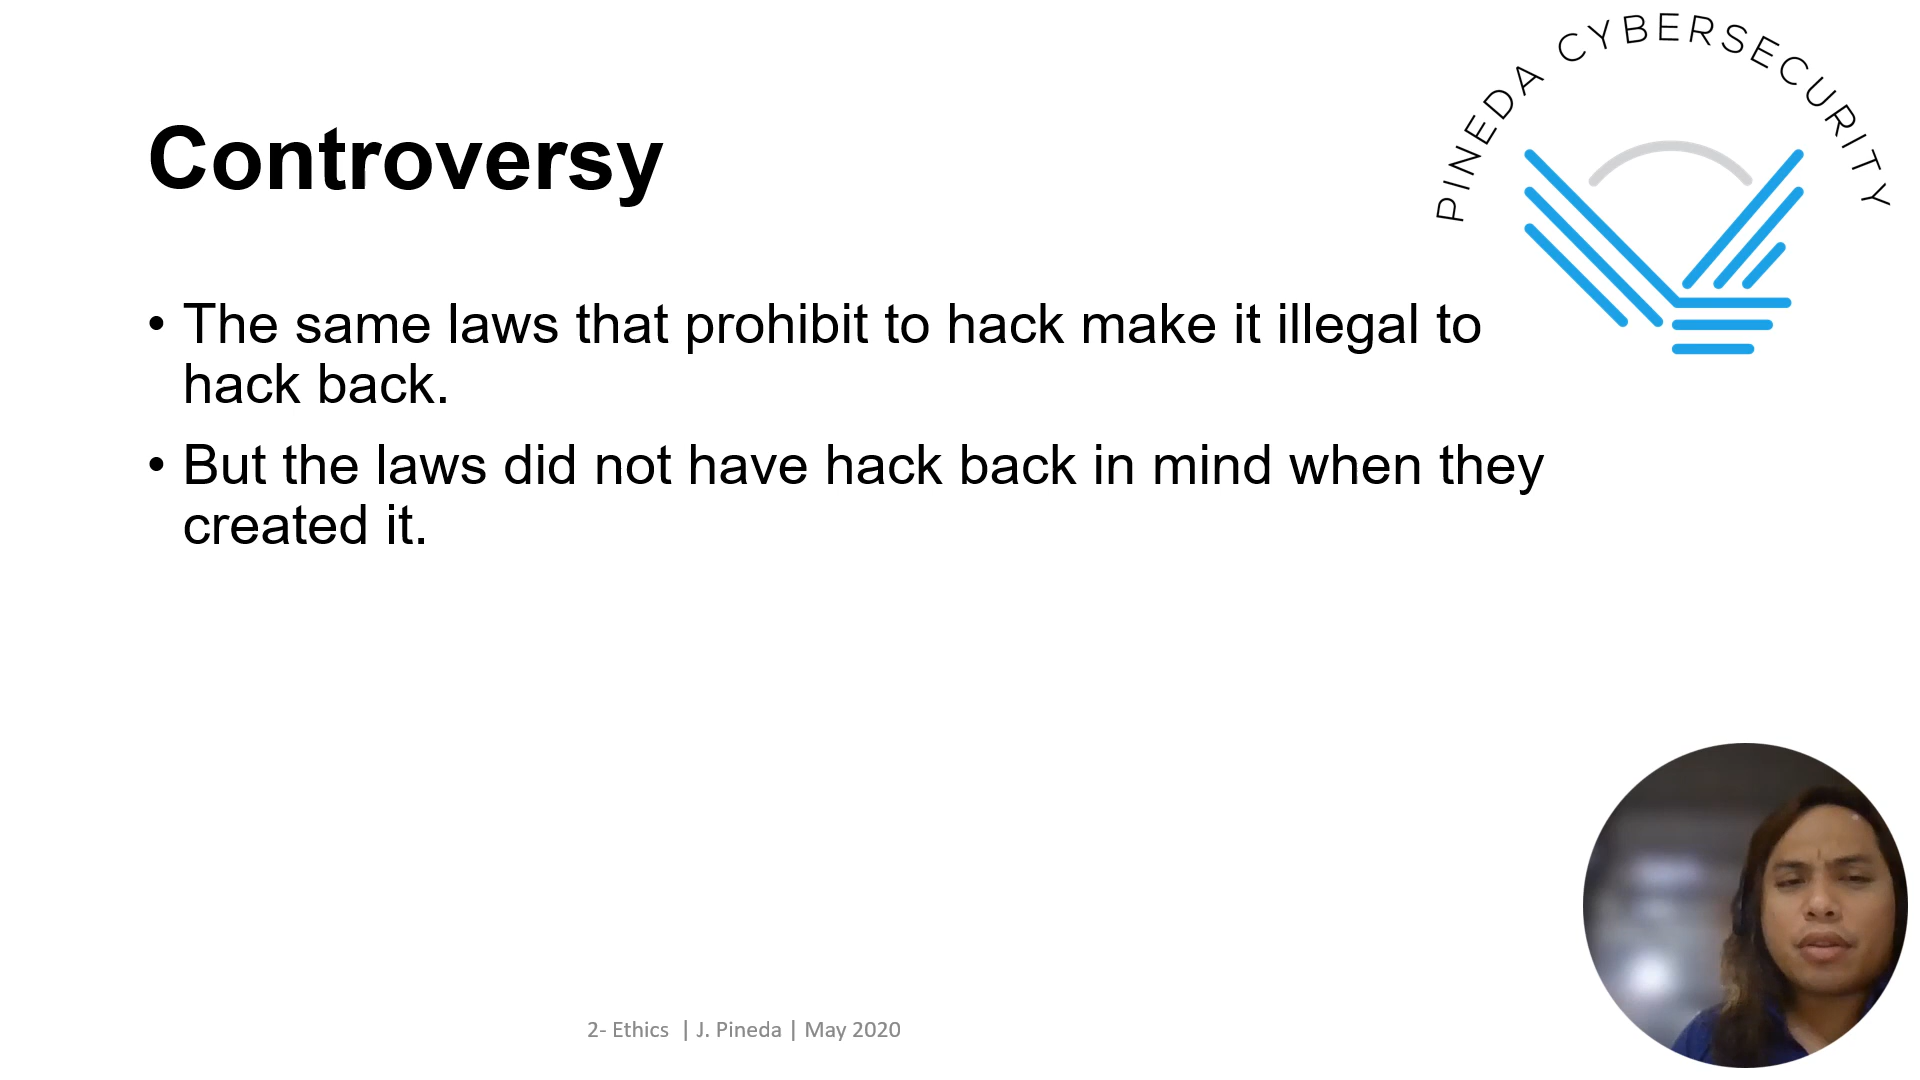 PINEDA CYBERSECURITY
Controversy
• The same laws that prohibit to hack make it illegal to
hack back.
• But the laws did not have hack back in mind when they
created it.
2- Ethics | J. Pineda | May 2020